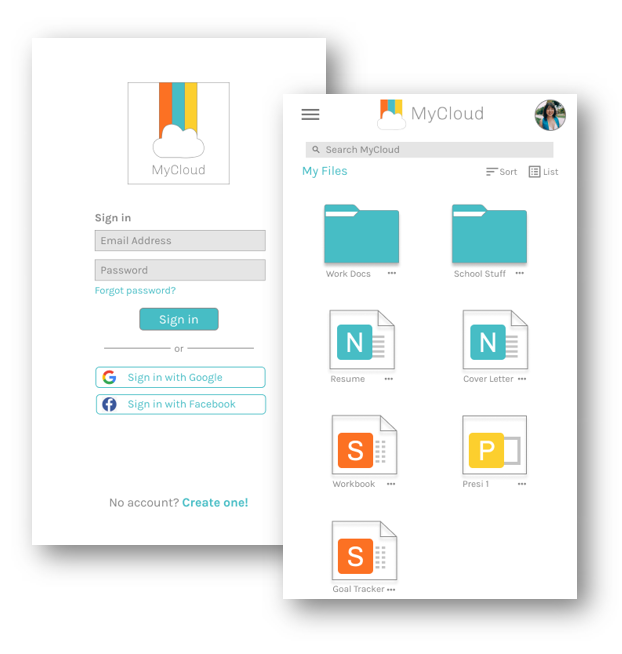 MyCloud
Sign in
Email Address
Password
Forgot password?
Sign in
or
Sign in with Google
Sign in with Facebook
No account? Create one!
MyCloud
Search MyCloud
My Files
Sort
List
Work Docs •••
School Stuff •••
N
N
Resume •••
Cover Letter •••
S
P
Workbook •••
Presi 1 •••
S
Goal Tracker •••